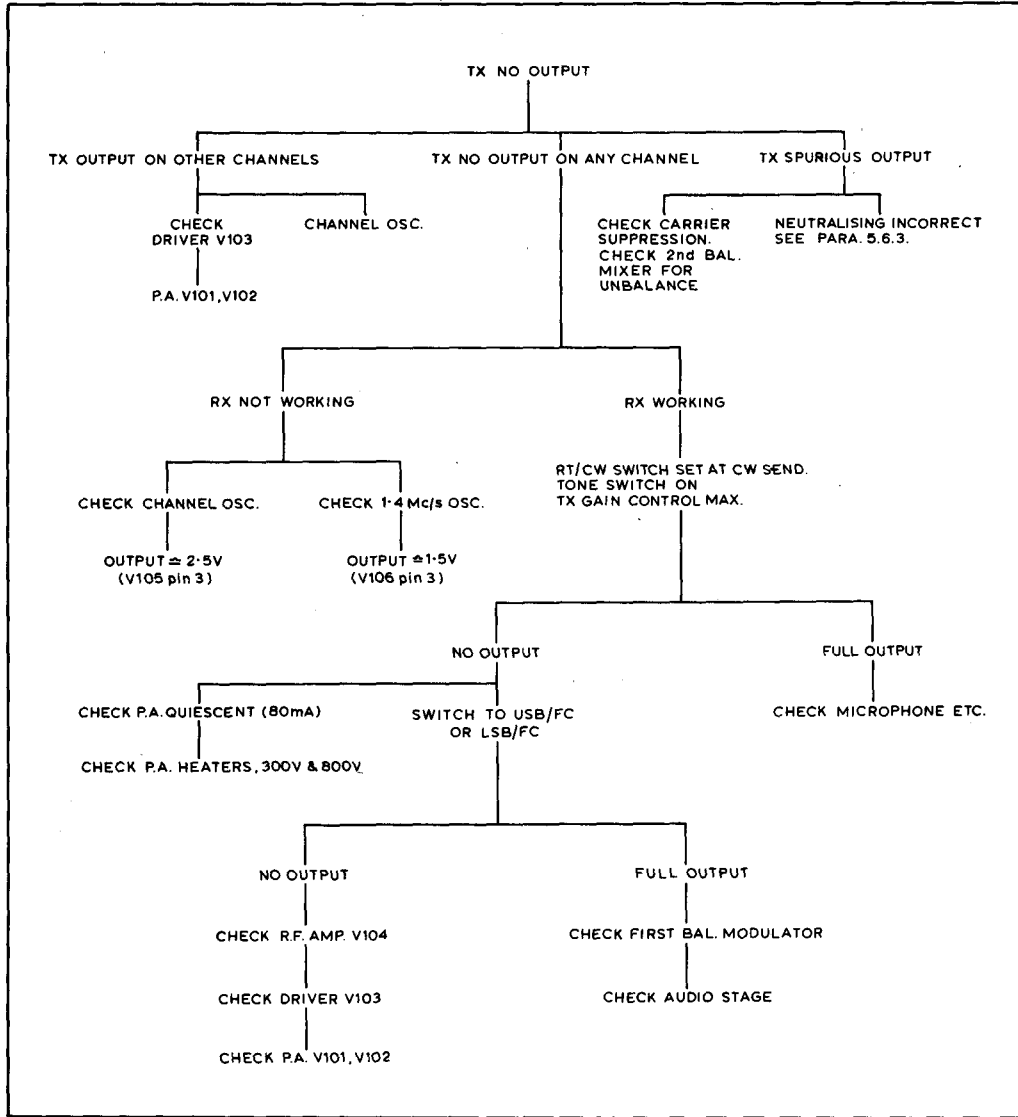 TX NO OUTPUT
TX OUTPUT ON OTHER CHANNELS
TX NO OUTPUT ON ANY CHANNEL
TX SPURIOUS OUTPUT
CHECK
DRIVER V103
CHANNEL OSC.
P.A. V101, V102
CHECK CARRIER
SUPPRESSION.
CHECK 2nd BAL.
MIXER FOR
UNBALANCE
NEUTRALISING INCORRECT
SEE PARA. 5.6.3.
RX NOT WORKING
RX WORKING
CHECK CHANNEL OSC.
CHECK 1·4 Mc/s OSC.
OUTPUT ≏ 2·5V
(V105 pin 3)
OUTPUT ≏ 1·5V
(V106 pin 3)
RT/CW SWITCH SET AT CW SEND.
TONE SWITCH ON
TX GAIN CONTROL MAX.
NO OUTPUT
FULL OUTPUT
CHECK P.A. QUIESCENT (80mA)
SWITCH TO USB/FC
OR LSB/FC
CHECK MICROPHONE ETC.
CHECK P.A. HEATERS, 300V & 800V
NO OUTPUT
FULL OUTPUT
CHECK R.F. AMP. V104
CHECK FIRST BAL. MODULATOR
CHECK DRIVER V103
CHECK AUDIO STAGE
CHECK P.A. V101, V102